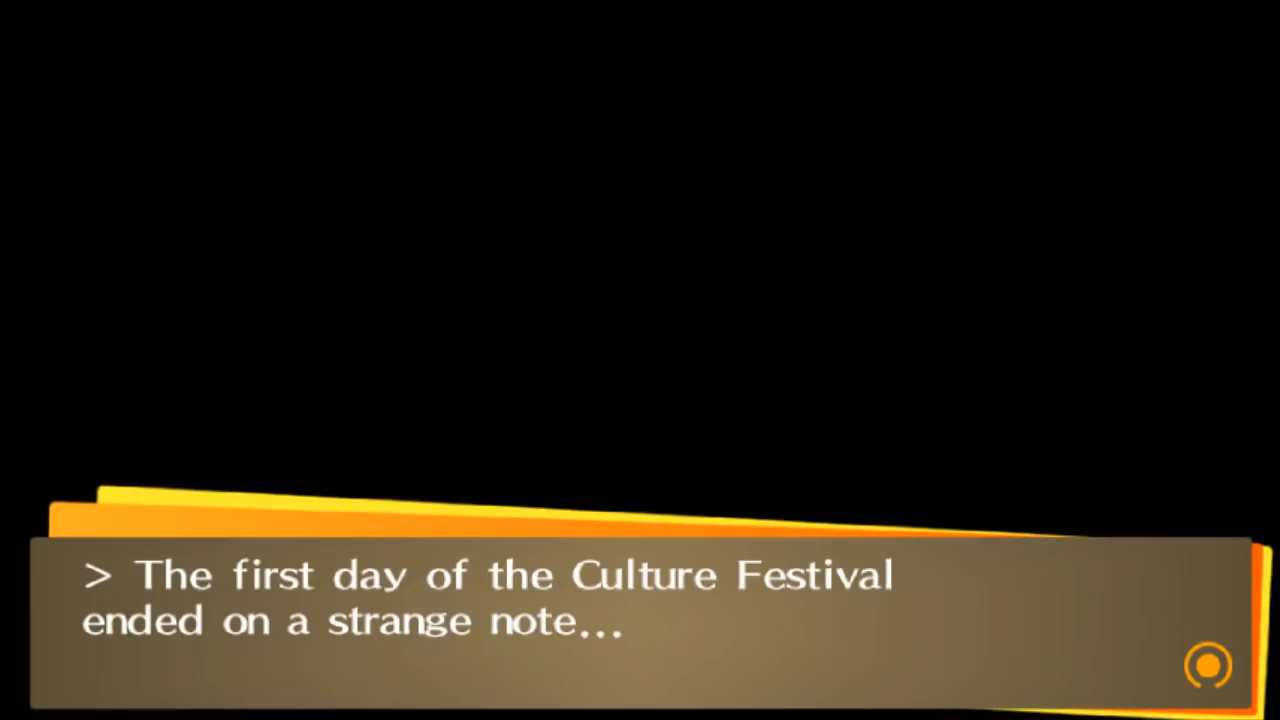 > The first day of the Culture Festival
ended on a strange note...